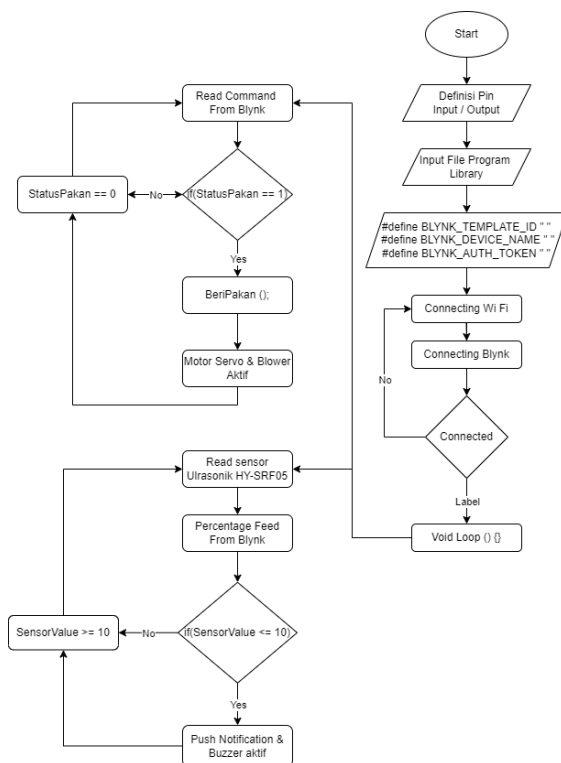 Start
Definisi Pin
Input / Output
Input File Program
Library
#define BLYNK_TEMPLATE_ID " "
#define BLYNK_DEVICE_NAME " "
#define BLYNK_AUTH_TOKEN " "
Connecting Wi Fi
Connecting Blynk
No
Connected
Label
Void Loop () {}
Read Command
From Blynk
if(StatusPakan == 1)
No
StatusPakan == 0
Yes
BeriPakan ();
Motor Servo & Blower
Aktif
Read sensor
Ulrasonik HY-SRF05
Percentage Feed
From Blynk
if(SensorValue <= 10)
No
SensorValue >= 10
Yes
Push Notification &
Buzzer aktif